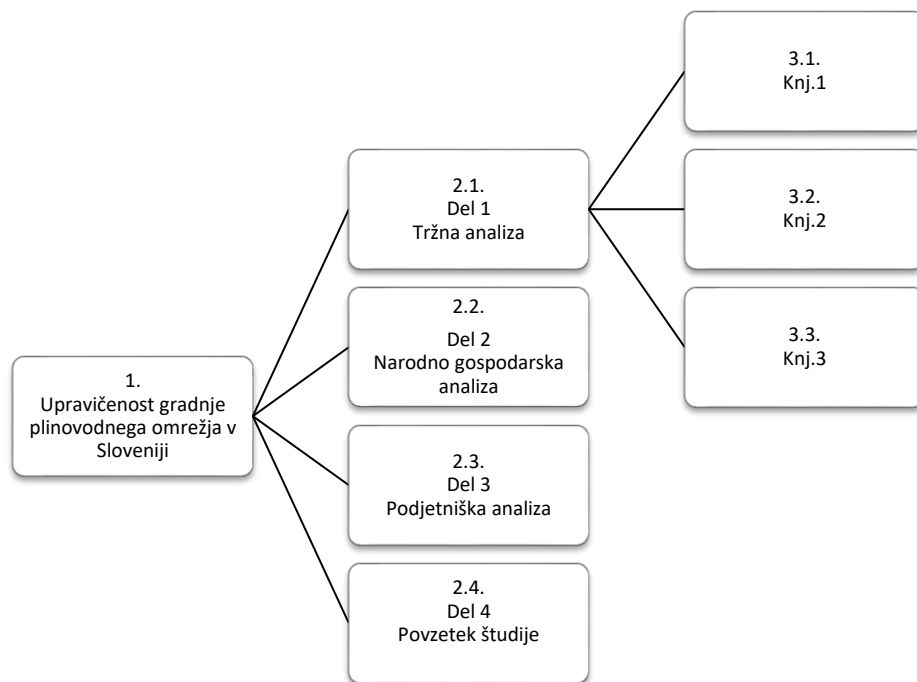 1.
Upravičenost gradnje
plinovodnega omrežja v
Sloveniji
2.1.
Del 1
Tržna analiza
2.2.
Del 2
Narodno gospodarska
analiza
2.3.
Del 3
Podjetniška analiza
2.4.
Del 4
Povzetek študije
3.1.
Knj.1
3.2.
Knj.2
3.3.
Knj.3